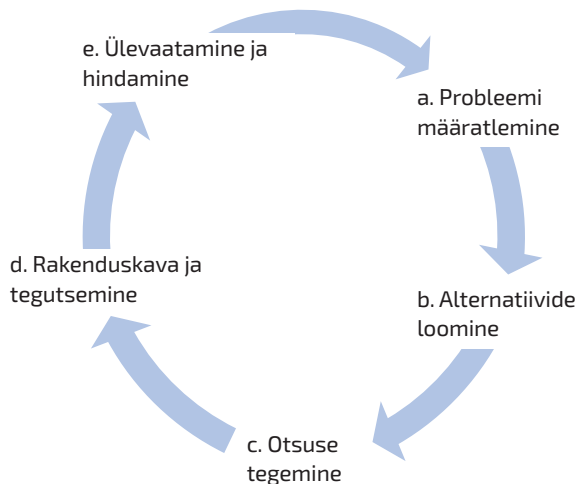 e. Ülevaatamine ja
hindamine
a. Probleemi
määratlemine
b. Alternatiivide
loomine
c. Otsuse
tegemine
d. Rakenduskava ja
tegutsemine